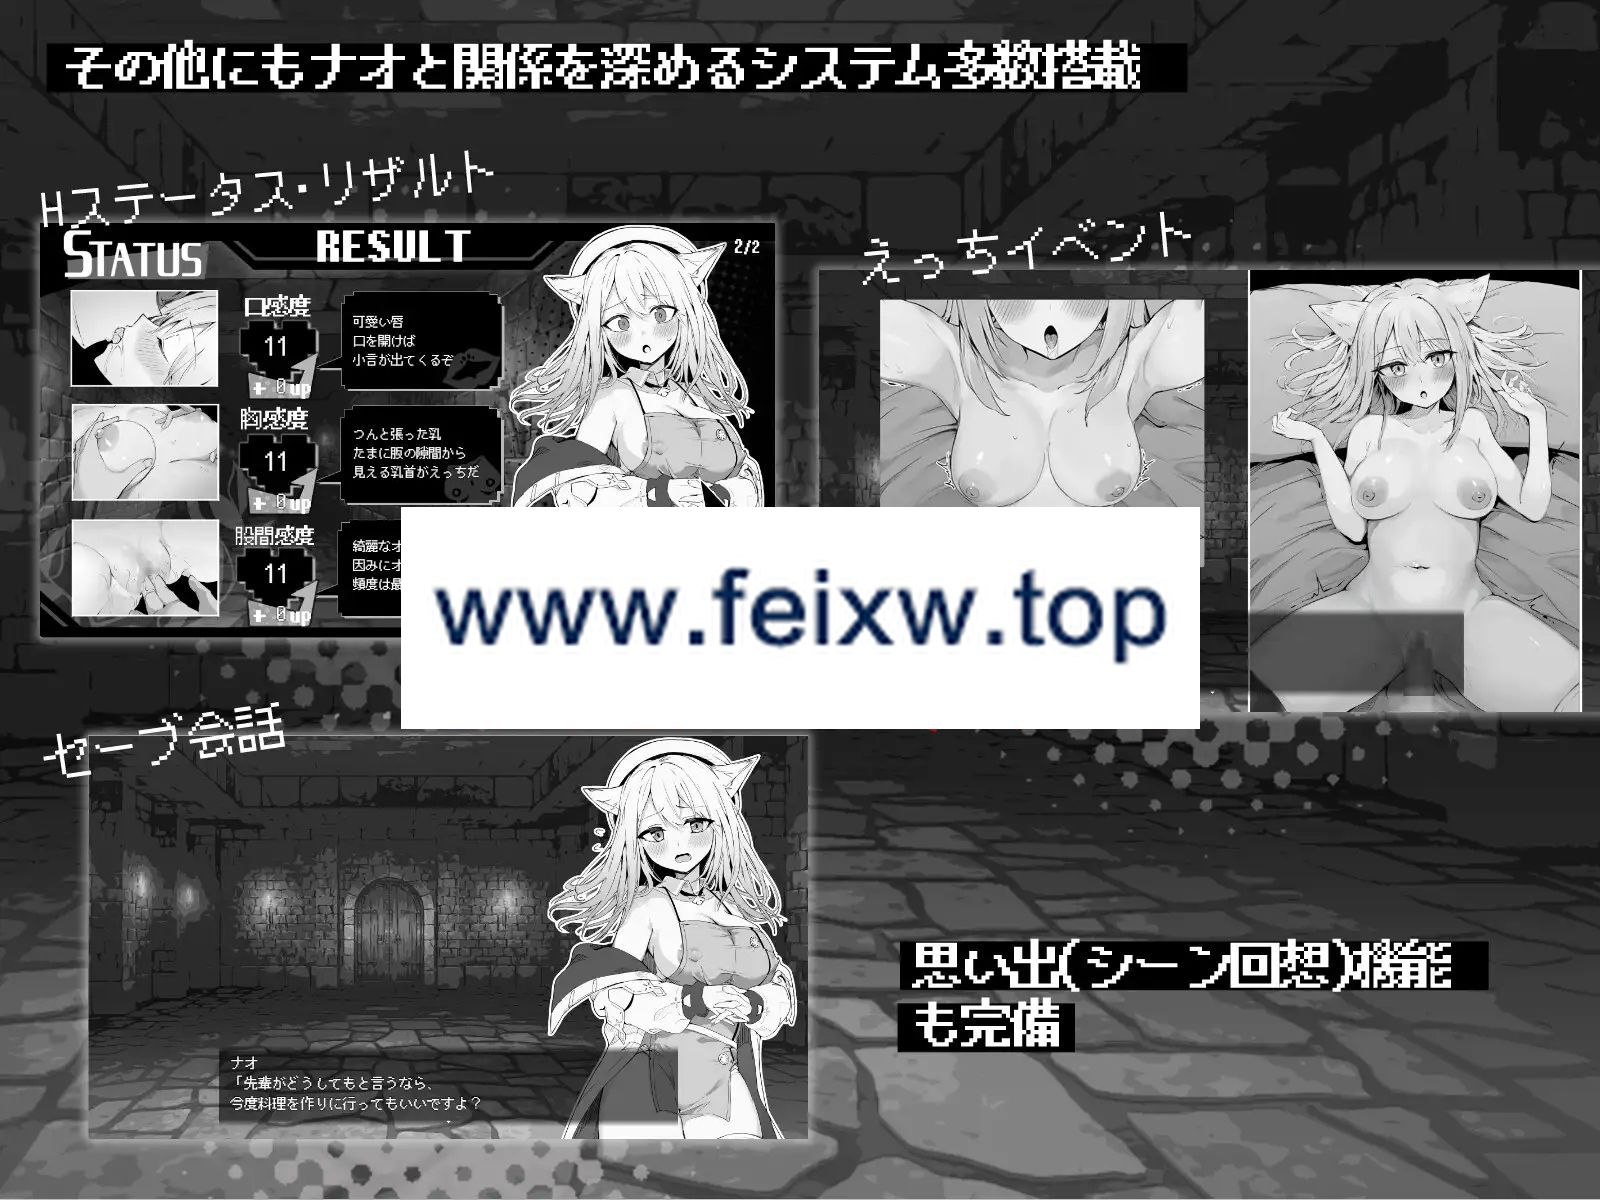 その他にもナオと関係を深めるシステム多数搭載
Hステータス・リザルト
STATUS
RESULT
2/2
口感度
11
+ 0 up
可愛い唇
口を開けば
小言が出てくるぞ
胸感度
11
+ 0 up
つんと張った乳
たまに服の隙間から
見える乳首がえっちだ
股間感度
11
+ 0 up
綺麗なオ
因みにオ
頻度は最
えっちイベント
www.feixw.top
セーブ会話
ナオ
「先輩がどうしてもと言うなら、
今度料理を作りに行ってもいいですよ?
思い出(シーン回想)機能
も完備